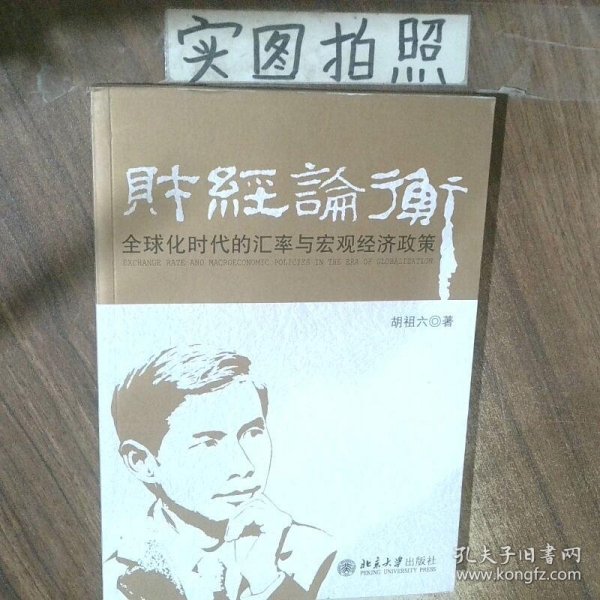 实图拍照
財經論衡
全球化时代的汇率与宏观经济政策
EXCHANGE RATE AND MACROECONOMIC POLICIES IN THE ERA OF GLOBALIZATION
胡祖六◎著
北京大学出版社
PEKING UNIVERSITY PRESS
孔夫子旧书网
www.kongfz.com